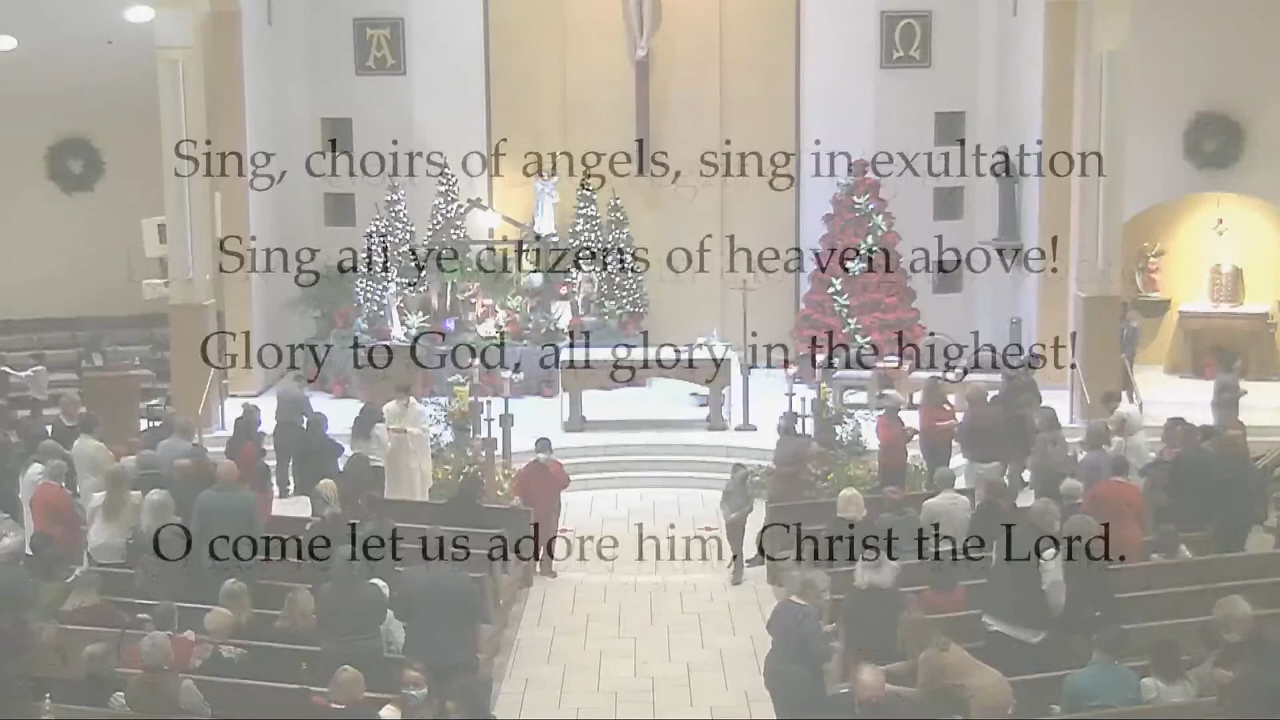 Α Ω
Sing, choirs of angels, sing in exultation
Sing all ye citizens of heaven above!
Glory to God, all glory in the highest!
O come let us adore him, Christ the Lord.